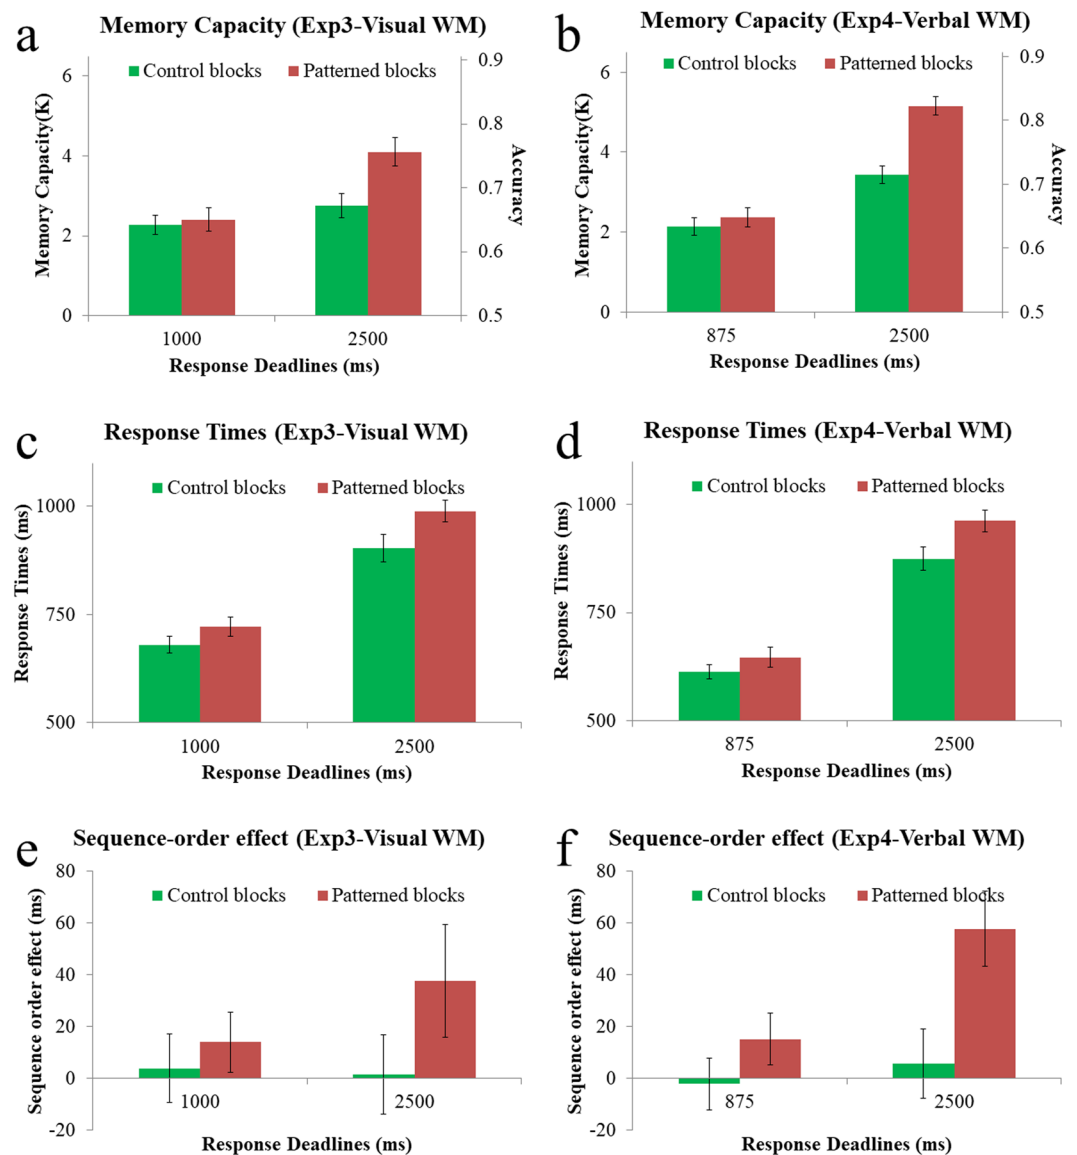 a
Memory Capacity (Exp3-Visual WM)
Control blocks Patterned blocks
Memory Capacity(K)
6
4
2
0
0.9
0.8
0.7
0.6
0.5
Accuracy
1000 2500
Response Deadlines (ms)
b
Memory Capacity (Exp4-Verbal WM)
Control blocks Patterned blocks
Memory Capacity(K)
6
4
2
0
0.9
0.8
0.7
0.6
0.5
Accuracy
875 2500
Response Deadlines (ms)
c
Response Times (Exp3-Visual WM)
Control blocks Patterned blocks
Response Times (ms)
1000
750
500
1000 2500
Response Deadlines (ms)
d
Response Times (Exp4-Verbal WM)
Control blocks Patterned blocks
Response Times (ms)
1000
750
500
875 2500
Response Deadlines (ms)
e
Sequence-order effect (Exp3-Visual WM)
Control blocks Patterned blocks
Sequence order effect (ms)
80
60
40
20
0
-20
1000 2500
Response Deadlines (ms)
f
Sequence-order effect (Exp4-Verbal WM)
Control blocks Patterned blocks
Sequence order effect (ms)
80
60
40
20
0
-20
875 2500
Response Deadlines (ms)